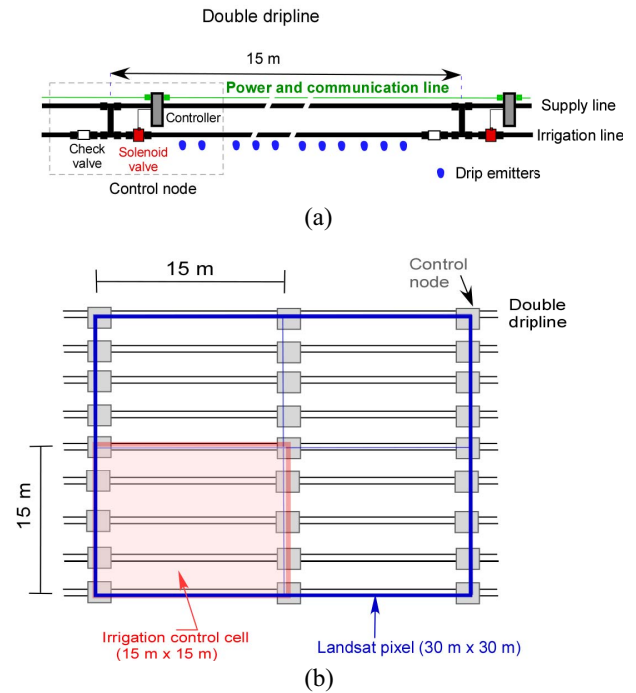 Double dripline
15 m
Power and communication line
Supply line
Controller
Irrigation line
Check
valve
Solenoid
valve
Drip emitters
Control node
(a)
15 m
Control
node
Double
dripline
15 m
Irrigation control cell
(15 m x 15 m)
Landsat pixel (30 m x 30 m)
(b)